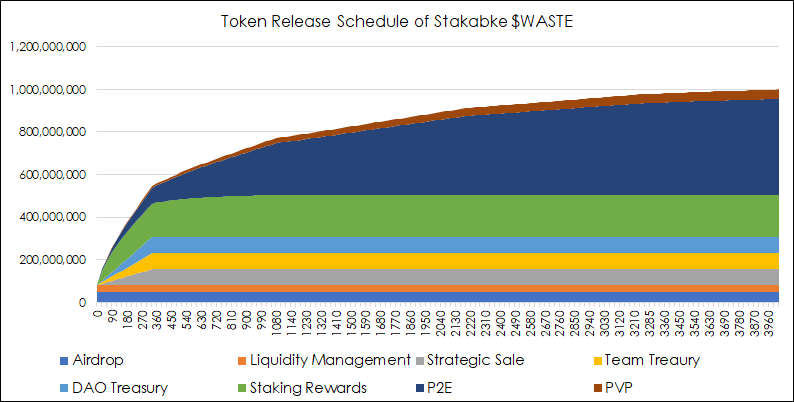 Token Release Schedule of Stakabke $WASTE
1,200,000,000
1,000,000,000
800,000,000
600,000,000
400,000,000
200,000,000
0
0 90 180 270 360 450 540 630 720 810 900 990 1080 1140 1230 1320 1410 1500 1590 1680 1770 1860 1950 2040 2130 2220 2310 2400 2490 2580 2670 2760 2850 2940 3030 3120 3210 3285 3360 3450 3540 3630 3690 3780 3870 3960
Airdrop Liquidity Management Strategic Sale Team Treaury
DAO Treasury Staking Rewards P2E PVP